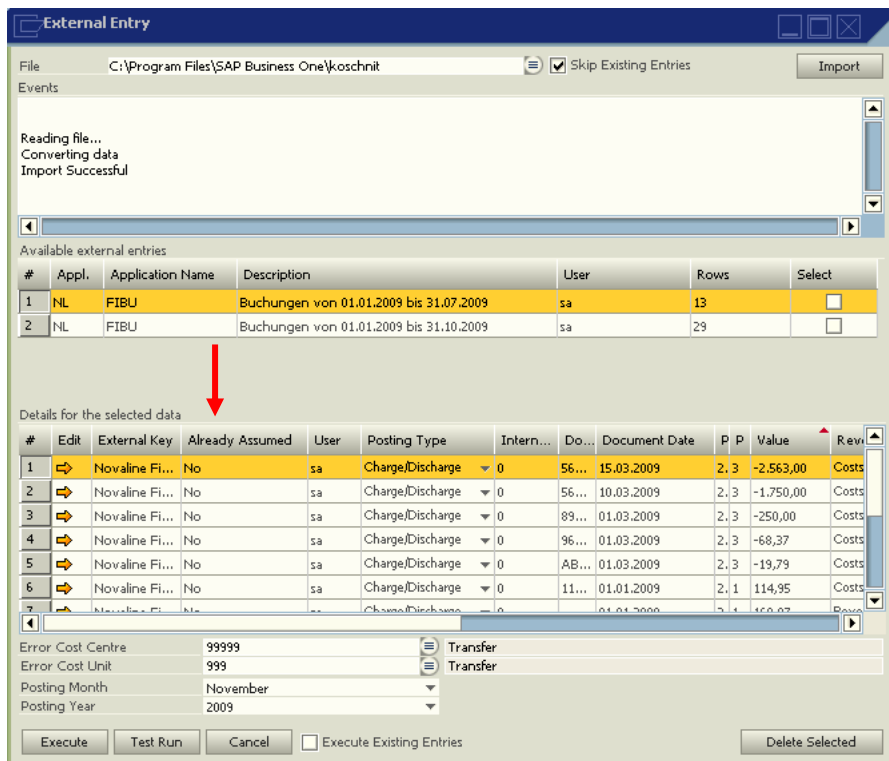 External Entry
File C:\Program Files\SAP Business One\koschnit Skip Existing Entries Import
Events
Reading file...
Converting data
Import Successful
Available external entries
# Appl. Application Name Description User Rows Select
1 NL FIBU Buchungen von 01.01.2009 bis 31.07.2009 sa 13
2 NL FIBU Buchungen von 01.01.2009 bis 31.10.2009 sa 29
Details for the selected data
# Edit External Key Already Assumed User Posting Type Intern... Do... Document Date P P Value Rev
1 Novaline Fi... No sa Charge/Discharge 0 56... 15.03.2009 2. 3 -2.563,00 Costs
2 Novaline Fi... No sa Charge/Discharge 0 56... 10.03.2009 2. 3 -1.750,00 Costs
3 Novaline Fi... No sa Charge/Discharge 0 89... 01.03.2009 2. 3 -250,00 Costs
4 Novaline Fi... No sa Charge/Discharge 0 96... 01.03.2009 2. 3 -68,37 Costs
5 Novaline Fi... No sa Charge/Discharge 0 AB... 01.03.2009 2. 3 -19,79 Costs
6 Novaline Fi... No sa Charge/Discharge 0 11... 01.01.2009 2. 1 114,95 Costs
Error Cost Centre 99999 Transfer
Error Cost Unit 999 Transfer
Posting Month November
Posting Year 2009
Execute Test Run Cancel Execute Existing Entries Delete Selected